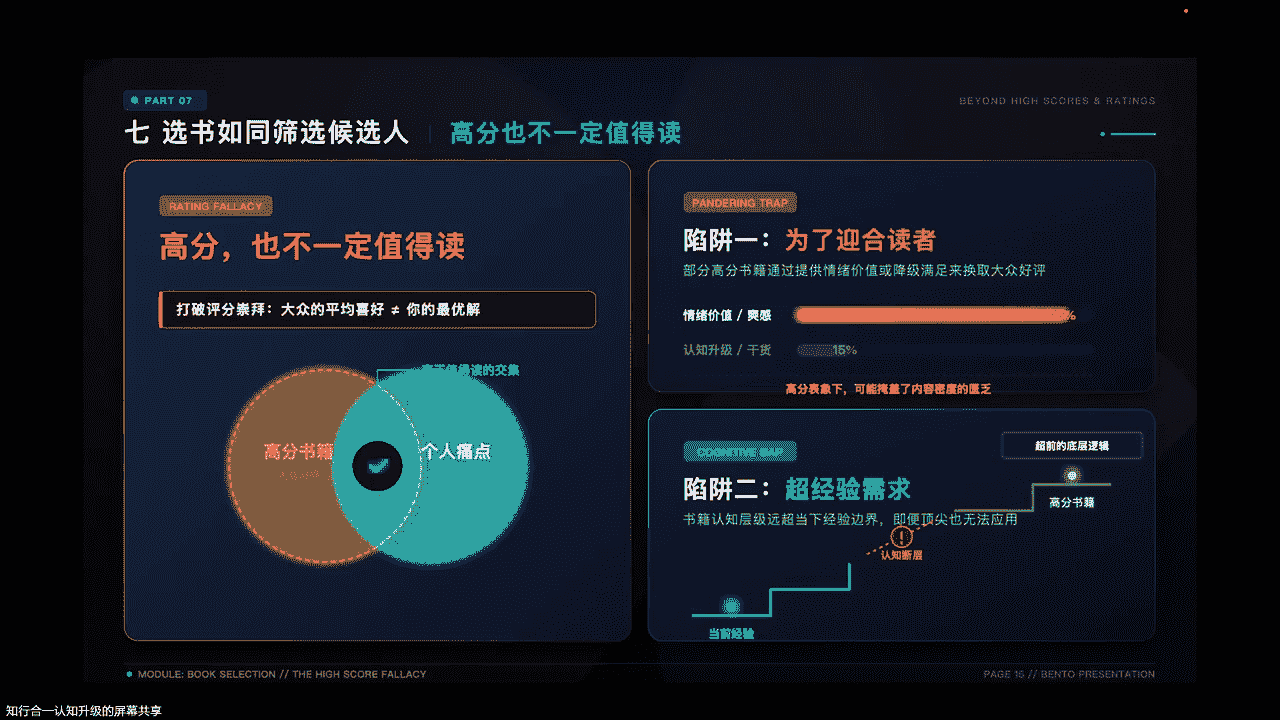 PART 07
BEYOND HIGH SCORES & RATINGS
七 选书如同筛选候选人
高分也不一定值得读
RATING FALLACY
高分，也不一定值得读
打破评分崇拜：大众的平均喜好 ≠ 你的最优解
值得读的交集
高分书籍
个人痛点
PANDERING TRAP
陷阱一：为了迎合读者
部分高分书籍通过提供情绪价值或降级满足来换取大众好评
情绪价值 / 爽感
%
认知升级 / 干货
15%
高分表象下，可能掩盖了内容密度的匮乏
COGNITIVE GAP
超前的底层逻辑
陷阱二：超经验需求
高分书籍
书籍认知层级远超当下经验边界，即便顶尖也无法应用
认知断层
当前经验
MODULE: BOOK SELECTION // THE HIGH SCORE FALLACY
PAGE 15 // BENTO PRESENTATION
知行合一认知升级的屏幕共享